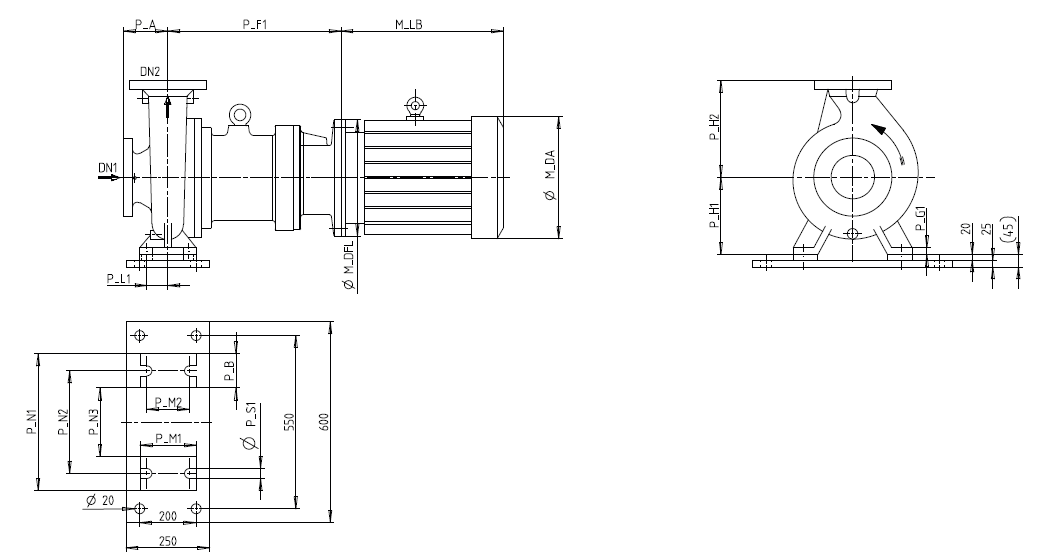 P_A
P_F1
M_LB
DN2
DN1
Ø M_DA
Ø M_DFL
P_L1
P_H2
P_H1
P_G1
20
25
(45)
P_N1
P_N2
P_N3
P_M2
P_M1
P_B
Ø P_S1
550
600
Ø 20
200
250